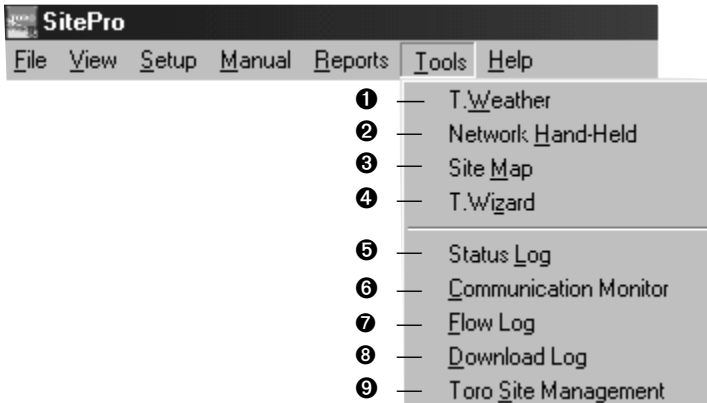 SitePro
File View Setup Manual Reports Tools Help
❶ — T.Weather
❷ — Network Hand-Held
❸ — Site Map
❹ — T.Wizard
❺ — Status Log
❻ — Communication Monitor
❼ — Flow Log
❽ — Download Log
❾ — Toro Site Management